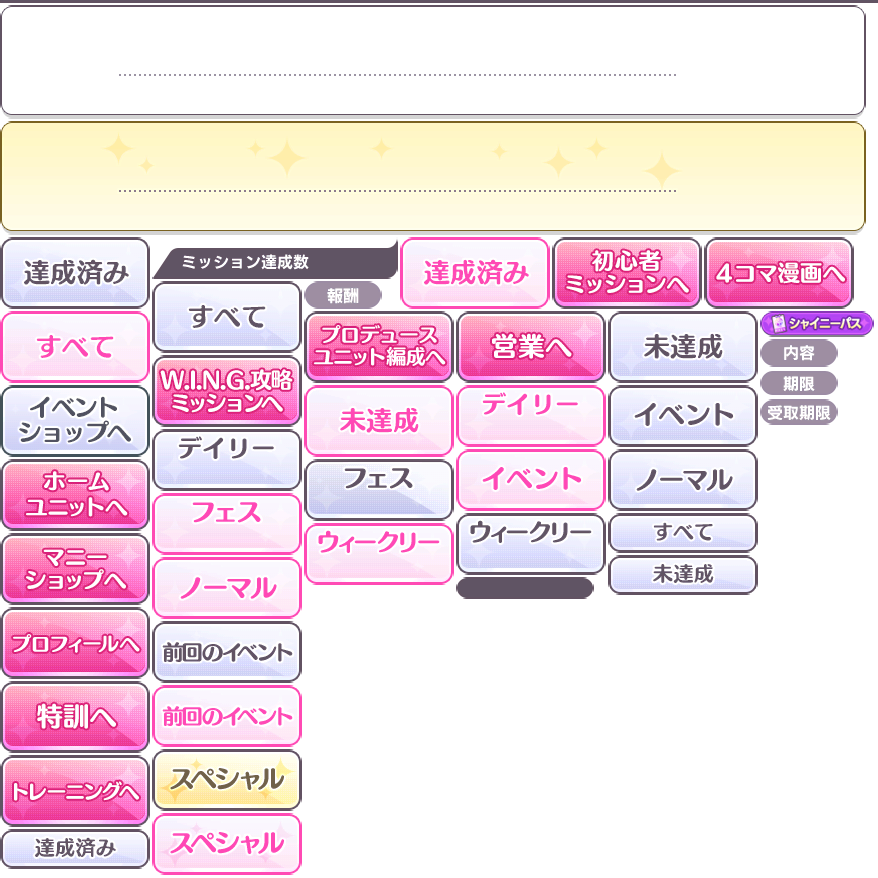 達成済み
ミッション達成数
達成済み
初心者
ミッションへ
4コマ漫画へ
すべて
報酬
すべて
プロデュース
ユニット編成へ
営業へ
未達成
シャイニーパス
内容
期限
受取期限
イベント
ショップへ
W.I.N.G.攻略
ミッションへ
未達成
デイリー
イベント
ホーム
ユニットへ
デイリー
フェス
イベント
ノーマル
マニー
ショップへ
フェス
ウィークリー
ウィークリー
すべて
未達成
プロフィールへ
ノーマル
前回のイベント
特訓へ
前回のイベント
トレーニングへ
スペシャル
達成済み
スペシャル